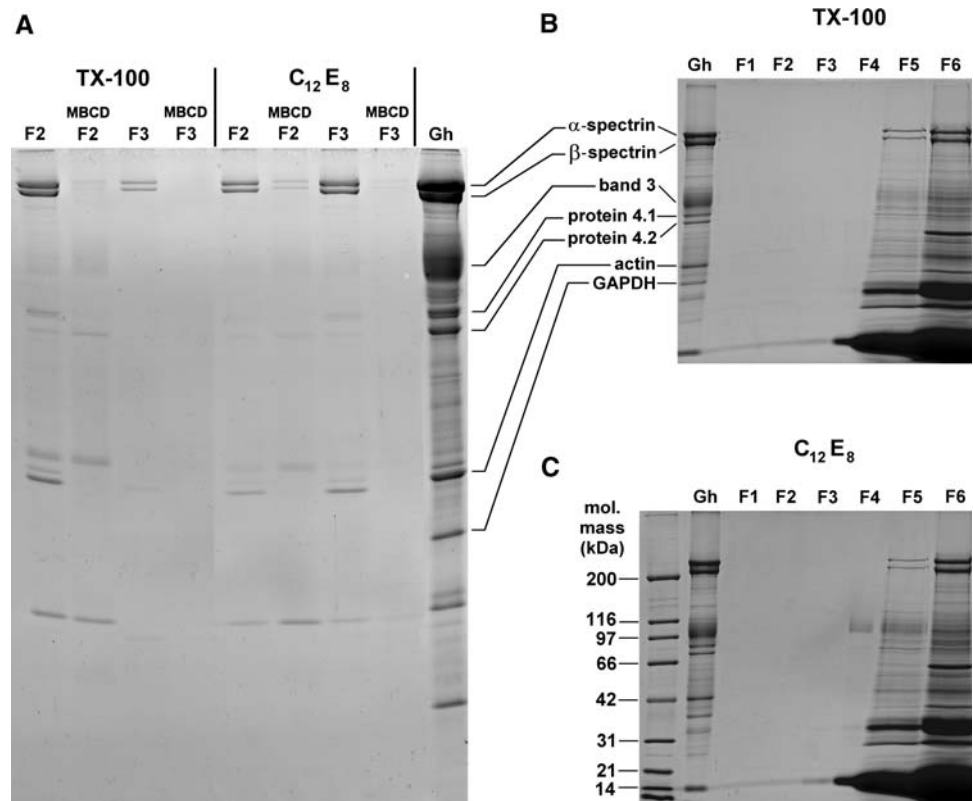 A
TX-100
C12E8
MBCD MBCD MBCD MBCD
F2 F2 F3 F3 F2 F2 F3 F3 Gh
α-spectrin
β-spectrin
band 3
protein 4.1
protein 4.2
actin
GAPDH
B
TX-100
Gh F1 F2 F3 F4 F5 F6
C
C12E8
mol.
mass
(kDa)
Gh F1 F2 F3 F4 F5 F6
200
116
97
66
42
31
21
14